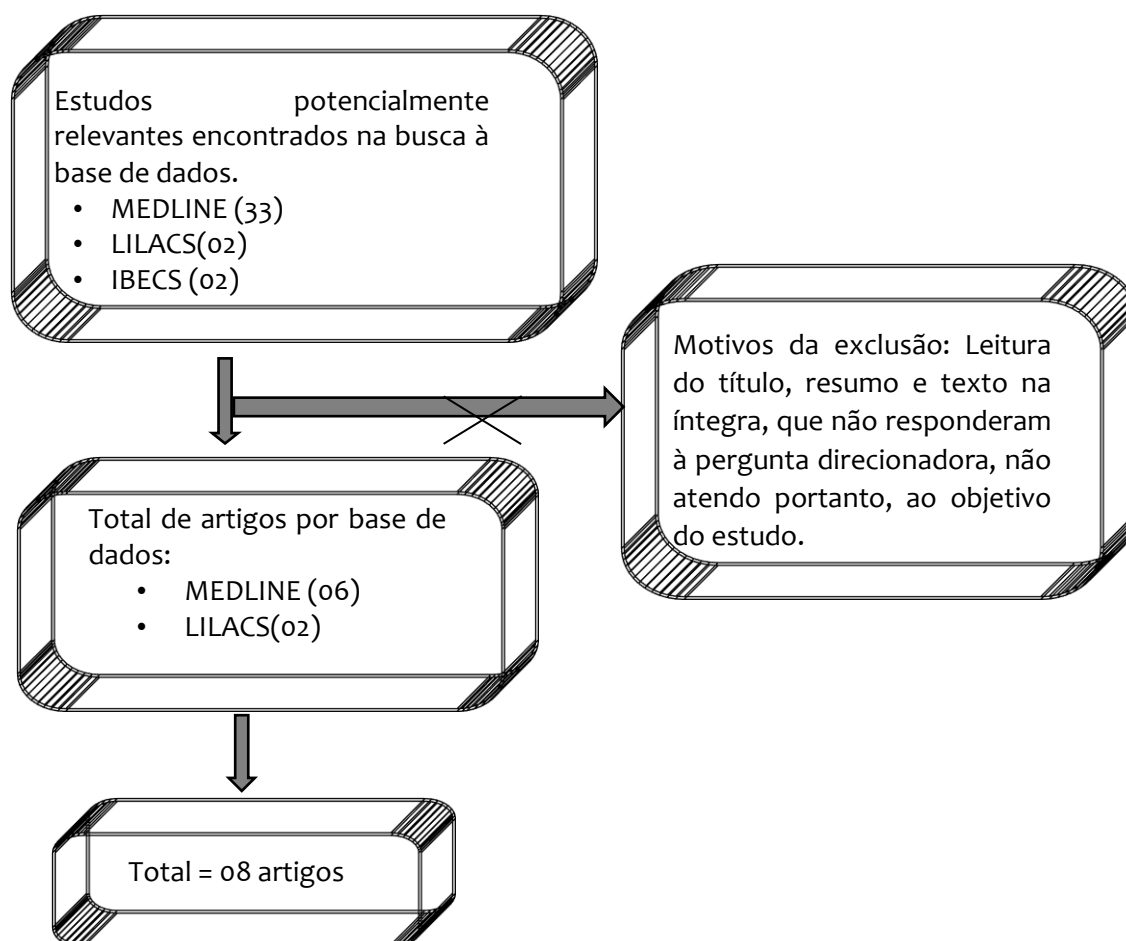 Estudos potencialmente
relevantes encontrados na busca à
base de dados.
• MEDLINE (33)
• LILACS(02)
• IBECS (02)
Motivos da exclusão: Leitura
do título, resumo e texto na
íntegra, que não responderam
à pergunta direcionadora, não
atendo portanto, ao objetivo
do estudo.
Total de artigos por base de
dados:
• MEDLINE (06)
• LILACS(02)
Total = 08 artigos